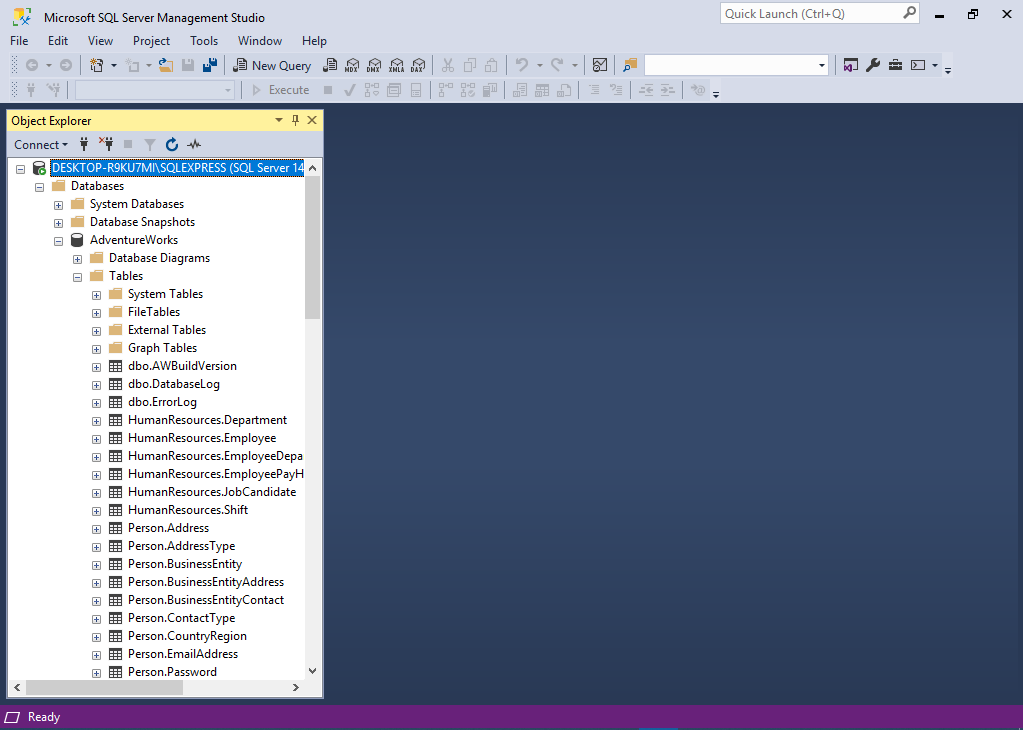 Microsoft SQL Server Management Studio
Quick Launch (Ctrl+Q)
File Edit View Project Tools Window Help
New Query MDX DMX XMLA DAX
Execute
Object Explorer
Connect
DESKTOP-R9KU7MI\SQLEXPRESS (SQL Server 14
Databases
System Databases
Database Snapshots
AdventureWorks
Database Diagrams
Tables
System Tables
FileTables
External Tables
Graph Tables
dbo.AWBuildVersion
dbo.DatabaseLog
dbo.ErrorLog
HumanResources.Department
HumanResources.Employee
HumanResources.EmployeeDepa
HumanResources.EmployeePayH
HumanResources.JobCandidate
HumanResources.Shift
Person.Address
Person.AddressType
Person.BusinessEntity
Person.BusinessEntityAddress
Person.BusinessEntityContact
Person.ContactType
Person.CountryRegion
Person.EmailAddress
Person.Password
Ready